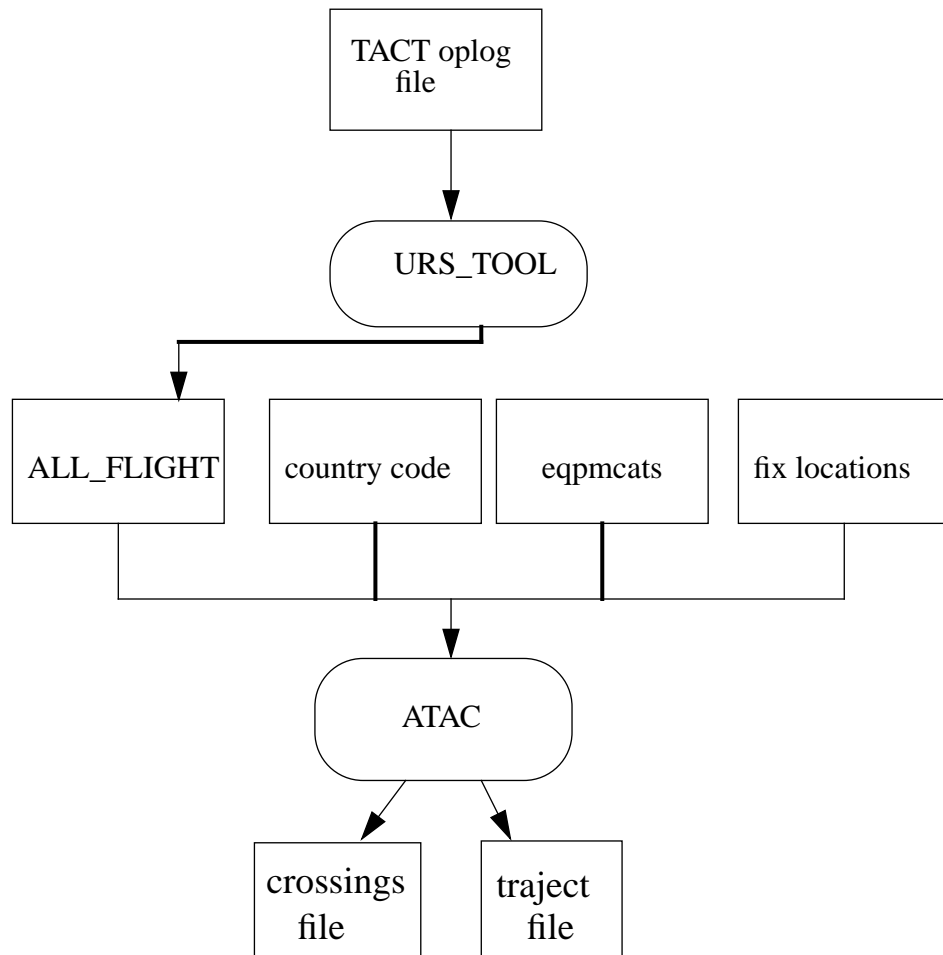 TACT oplog
file
URS_TOOL
ALL_FLIGHT
country code
eqpmcats
fix locations
ATAC
crossings
file
traject
file